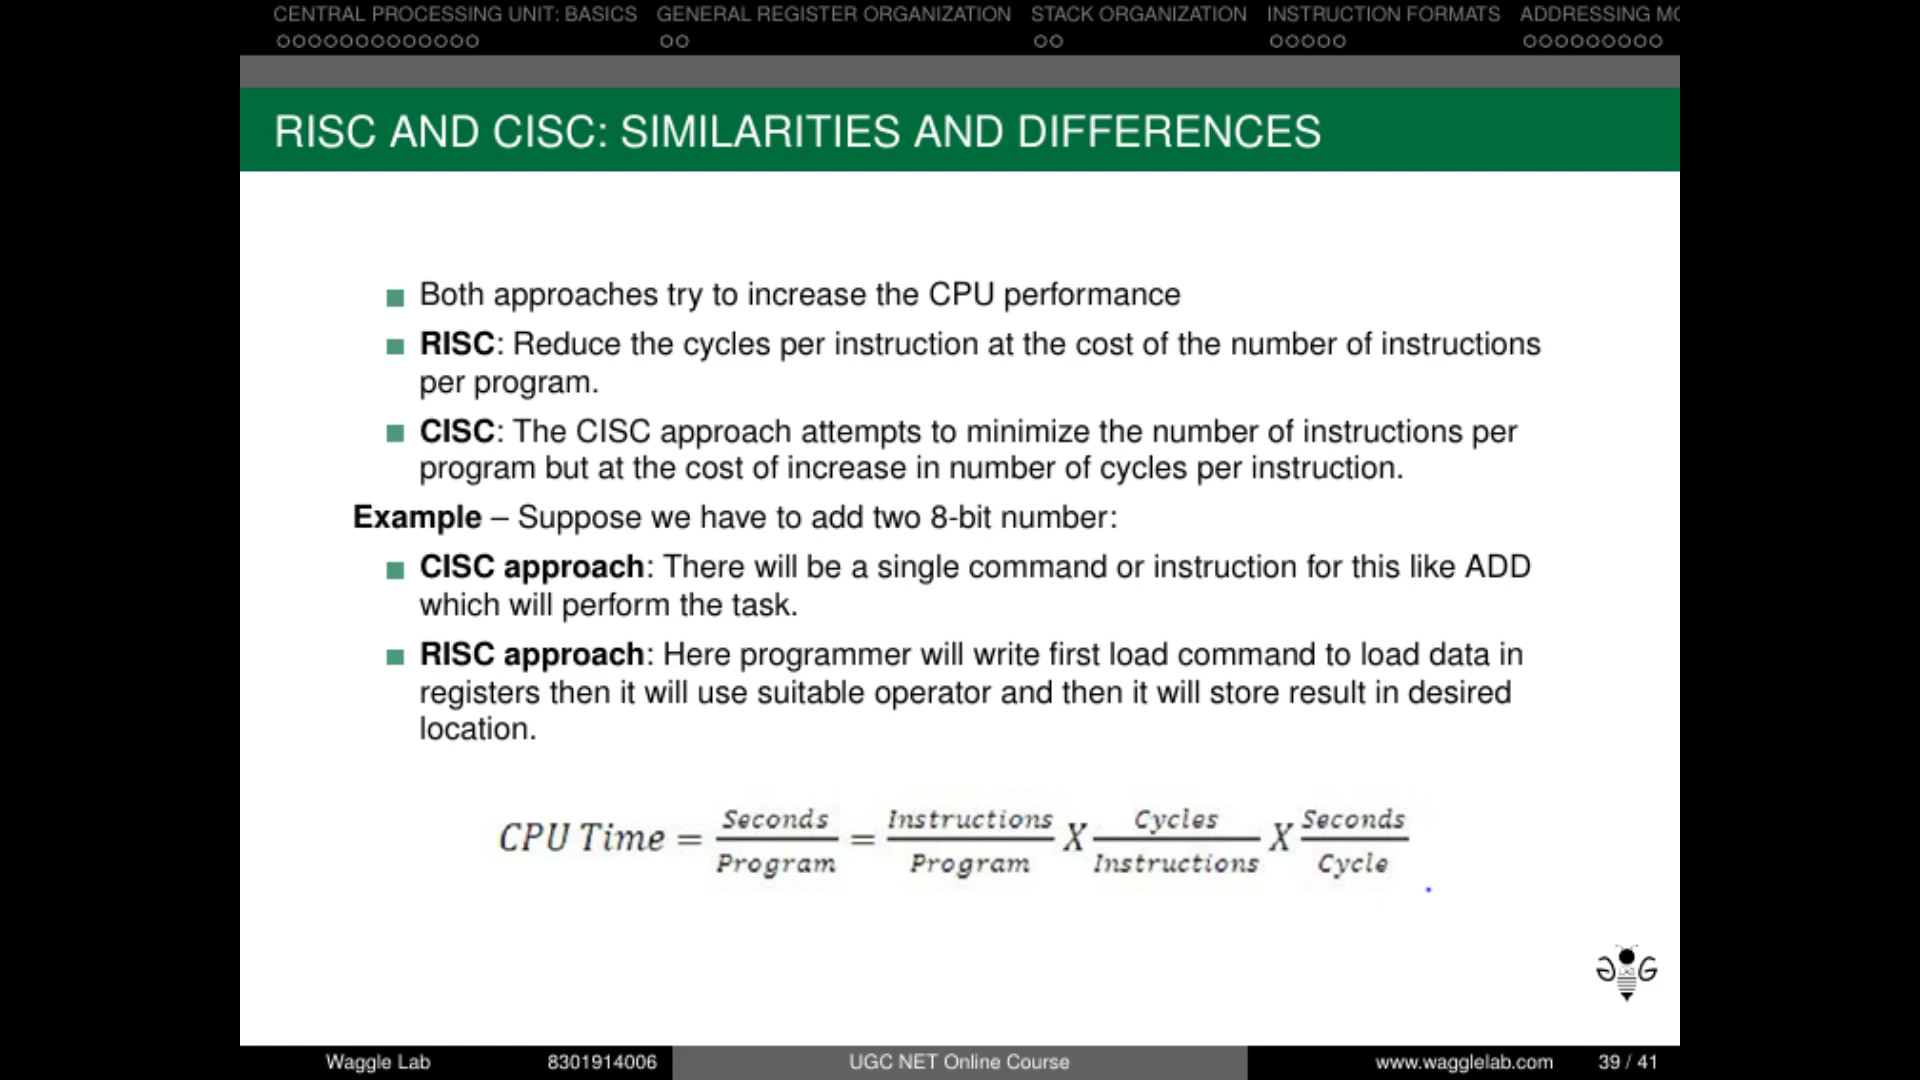 CENTRAL PROCESSING UNIT: BASICS GENERAL REGISTER ORGANIZATION STACK ORGANIZATION INSTRUCTION FORMATS ADDRESSING MO
RISC AND CISC: SIMILARITIES AND DIFFERENCES
Both approaches try to increase the CPU performance
RISC: Reduce the cycles per instruction at the cost of the number of instructions
per program.
CISC: The CISC approach attempts to minimize the number of instructions per
program but at the cost of increase in number of cycles per instruction.
Example – Suppose we have to add two 8-bit number:
CISC approach: There will be a single command or instruction for this like ADD
which will perform the task.
RISC approach: Here programmer will write first load command to load data in
registers then it will use suitable operator and then it will store result in desired
location.
CPU Time = Seconds/Program = Instructions/Program X Cycles/Instructions X Seconds/Cycle
Waggle Lab 8301914006 UGC NET Online Course www.wagglelab.com 39 / 41